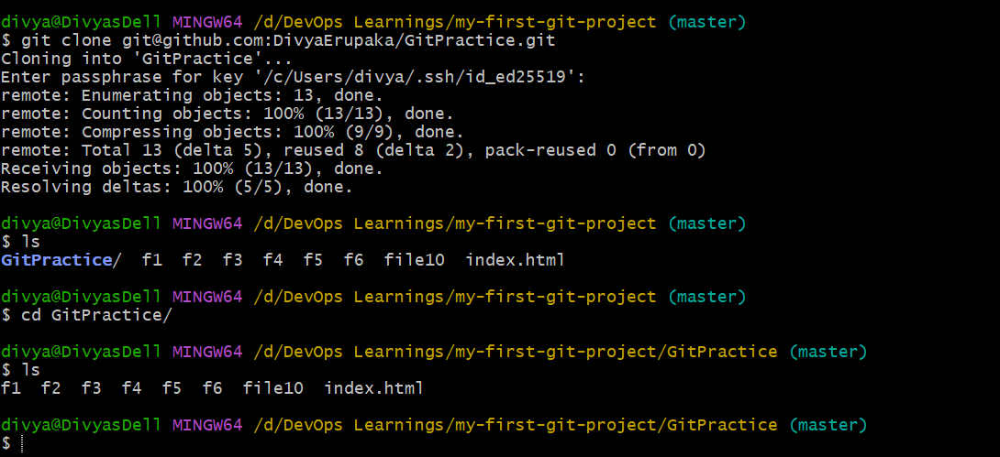 divya@DivyasDell MINGW64 /d/DevOps Learnings/my-first-git-project (master)
$ git clone git@github.com:DivyaErupaka/GitPractice.git
Cloning into 'GitPractice'...
Enter passphrase for key '/c/Users/divya/.ssh/id_ed25519':
remote: Enumerating objects: 13, done.
remote: Counting objects: 100% (13/13), done.
remote: Compressing objects: 100% (9/9), done.
remote: Total 13 (delta 5), reused 8 (delta 2), pack-reused 0 (from 0)
Receiving objects: 100% (13/13), done.
Resolving deltas: 100% (5/5), done.
divya@DivyasDell MINGW64 /d/DevOps Learnings/my-first-git-project (master)
$ ls
GitPractice/  f1  f2  f3  f4  f5  f6  file10  index.html
divya@DivyasDell MINGW64 /d/DevOps Learnings/my-first-git-project (master)
$ cd GitPractice/
divya@DivyasDell MINGW64 /d/DevOps Learnings/my-first-git-project/GitPractice (master)
$ ls
f1  f2  f3  f4  f5  f6  file10  index.html
divya@DivyasDell MINGW64 /d/DevOps Learnings/my-first-git-project/GitPractice (master)
$